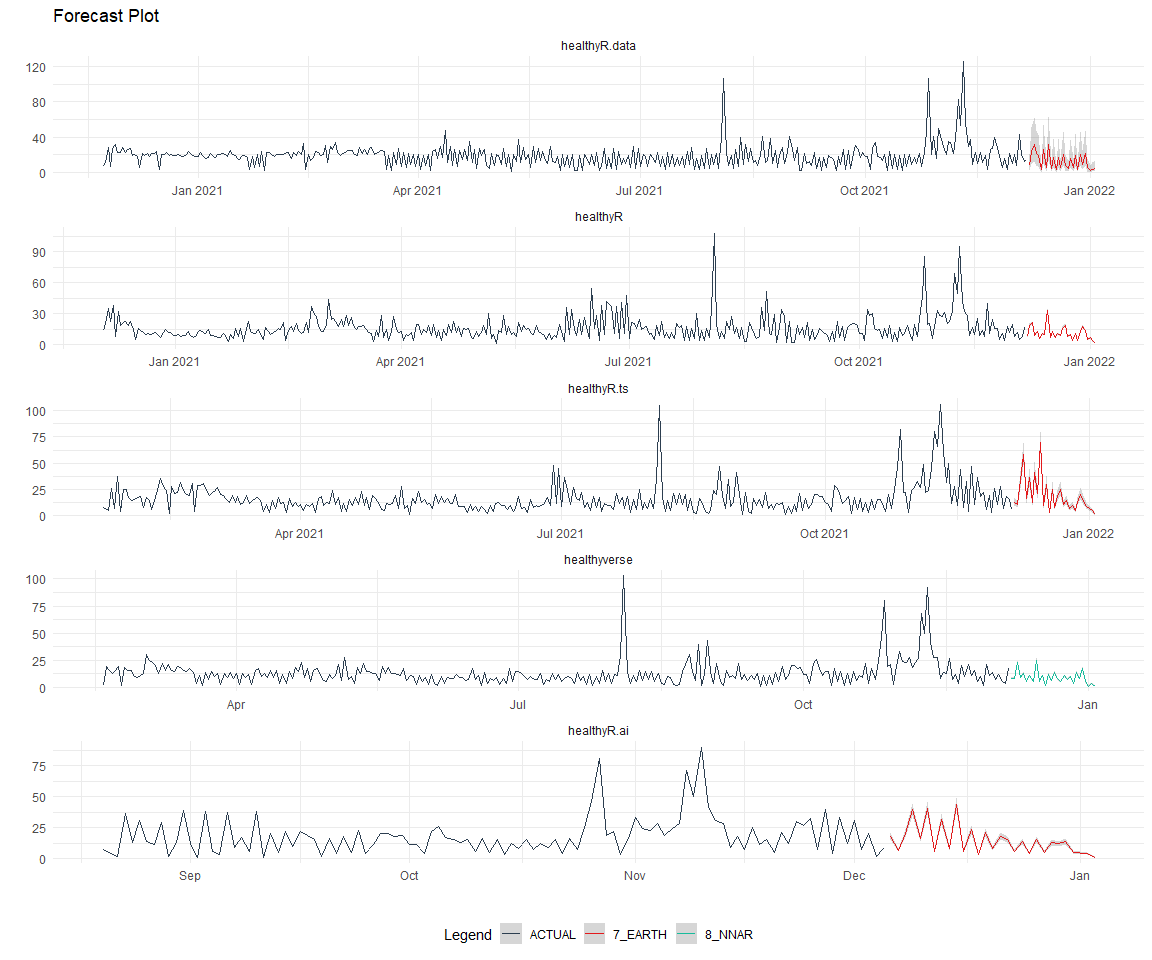 Forecast Plot
healthyR.data
120
80
40
0
Jan 2021 Apr 2021 Jul 2021 Oct 2021 Jan 2022
healthyR
90
60
30
0
Jan 2021 Apr 2021 Jul 2021 Oct 2021 Jan 2022
healthyR.ts
100
75
50
25
0
Apr 2021 Jul 2021 Oct 2021 Jan 2022
healthyverse
100
75
50
25
0
Apr Jul Oct Jan
healthyR.ai
75
50
25
0
Sep Oct Nov Dec Jan
Legend ACTUAL 7_EARTH 8_NNAR